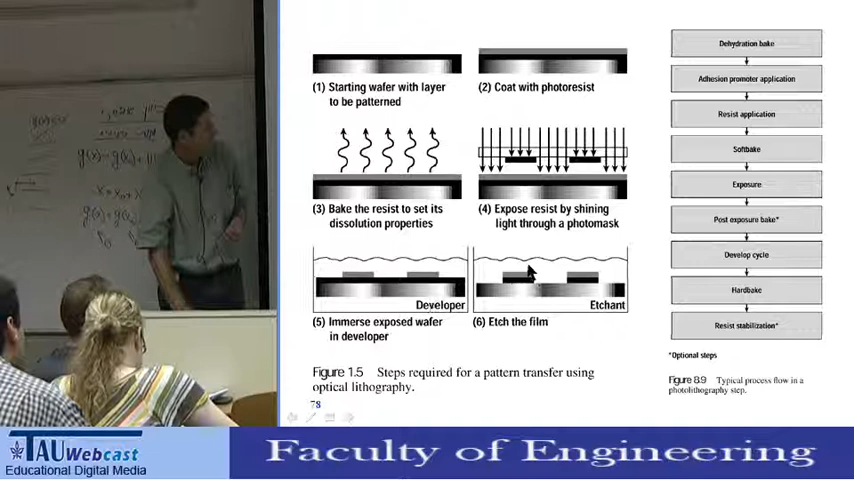 (1) Starting wafer with layer
to be patterned
(2) Coat with photoresist
(3) Bake the resist to set its
dissolution properties
(4) Expose resist by shining
light through a photomask
Developer
(5) Immerse exposed wafer
in developer
Etchant
(6) Etch the film
Figure 1.5 Steps required for a pattern transfer using
optical lithography.
78
Dehydration bake
Adhesion promoter application
Resist application
Softbake
Exposure
Post exposure bake*
Develop cycle
Hardbake
Resist stabilization*
*Optional steps
Figure 8.9 Typical process flow in a
photolithography step.
TAU Webcast
Educational Digital Media
Faculty of Engineering